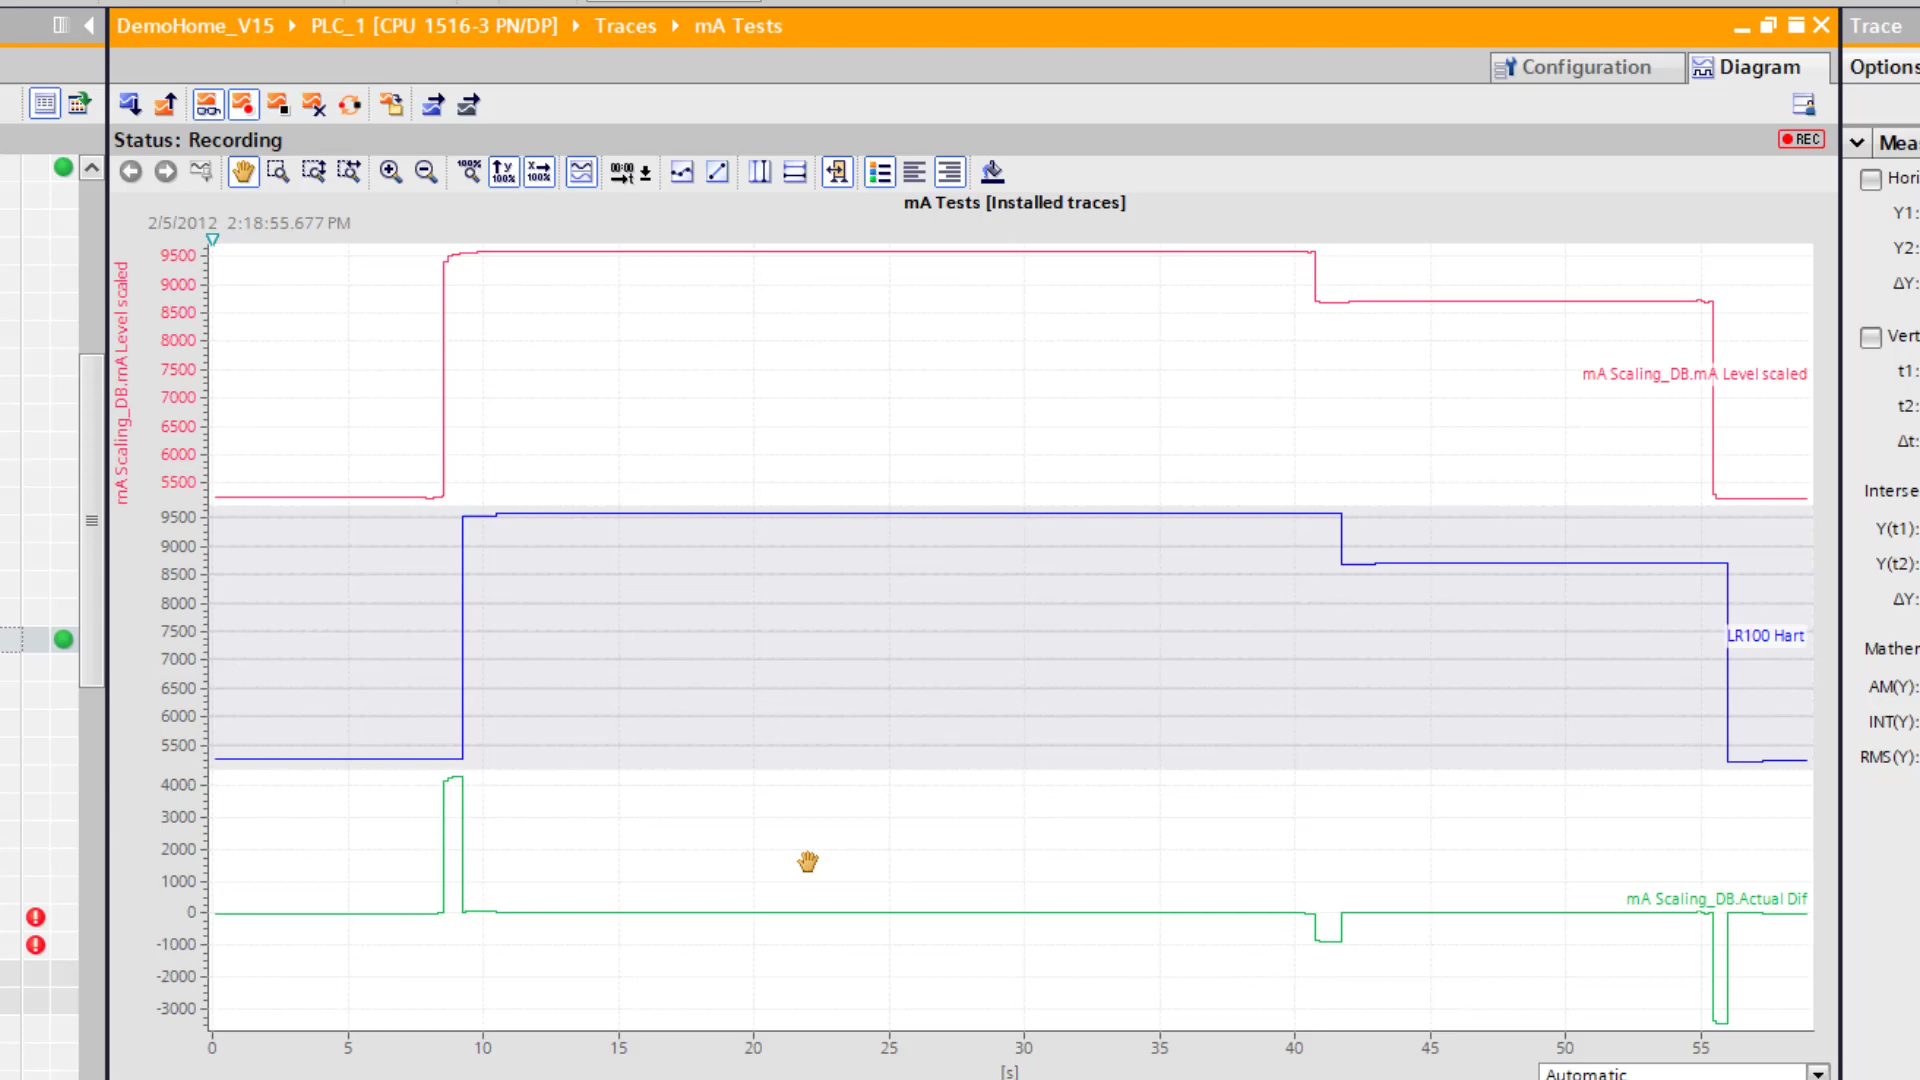 DemoHome_V15 PLC_1 [CPU 1516-3 PN/DP] Traces mA Tests
Trace
Configuration
Diagram
Options
Status: Recording
REC
Mea
mA Tests [Installed traces]
2/5/2012 2:18:55.677 PM
mA Scaling_DB.mA Level scaled
9500
9000
8500
8000
7500
7000
6500
6000
5500
mA Scaling_DB.mA Level scaled
9500
9000
8500
8000
7500
7000
6500
6000
5500
LR100 Hart
4000
3000
2000
1000
0
-1000
-2000
-3000
mA Scaling_DB.Actual Dif
0 5 10 15 20 25 30 35 40 45 50 55
[s]
Automatic
Hori
Y1:
Y2:
ΔY:
Vert
t1:
t2:
Δt:
Interse
Y(t1):
Y(t2):
ΔY:
Mather
AM(Y):
INT(Y):
RMS(Y):